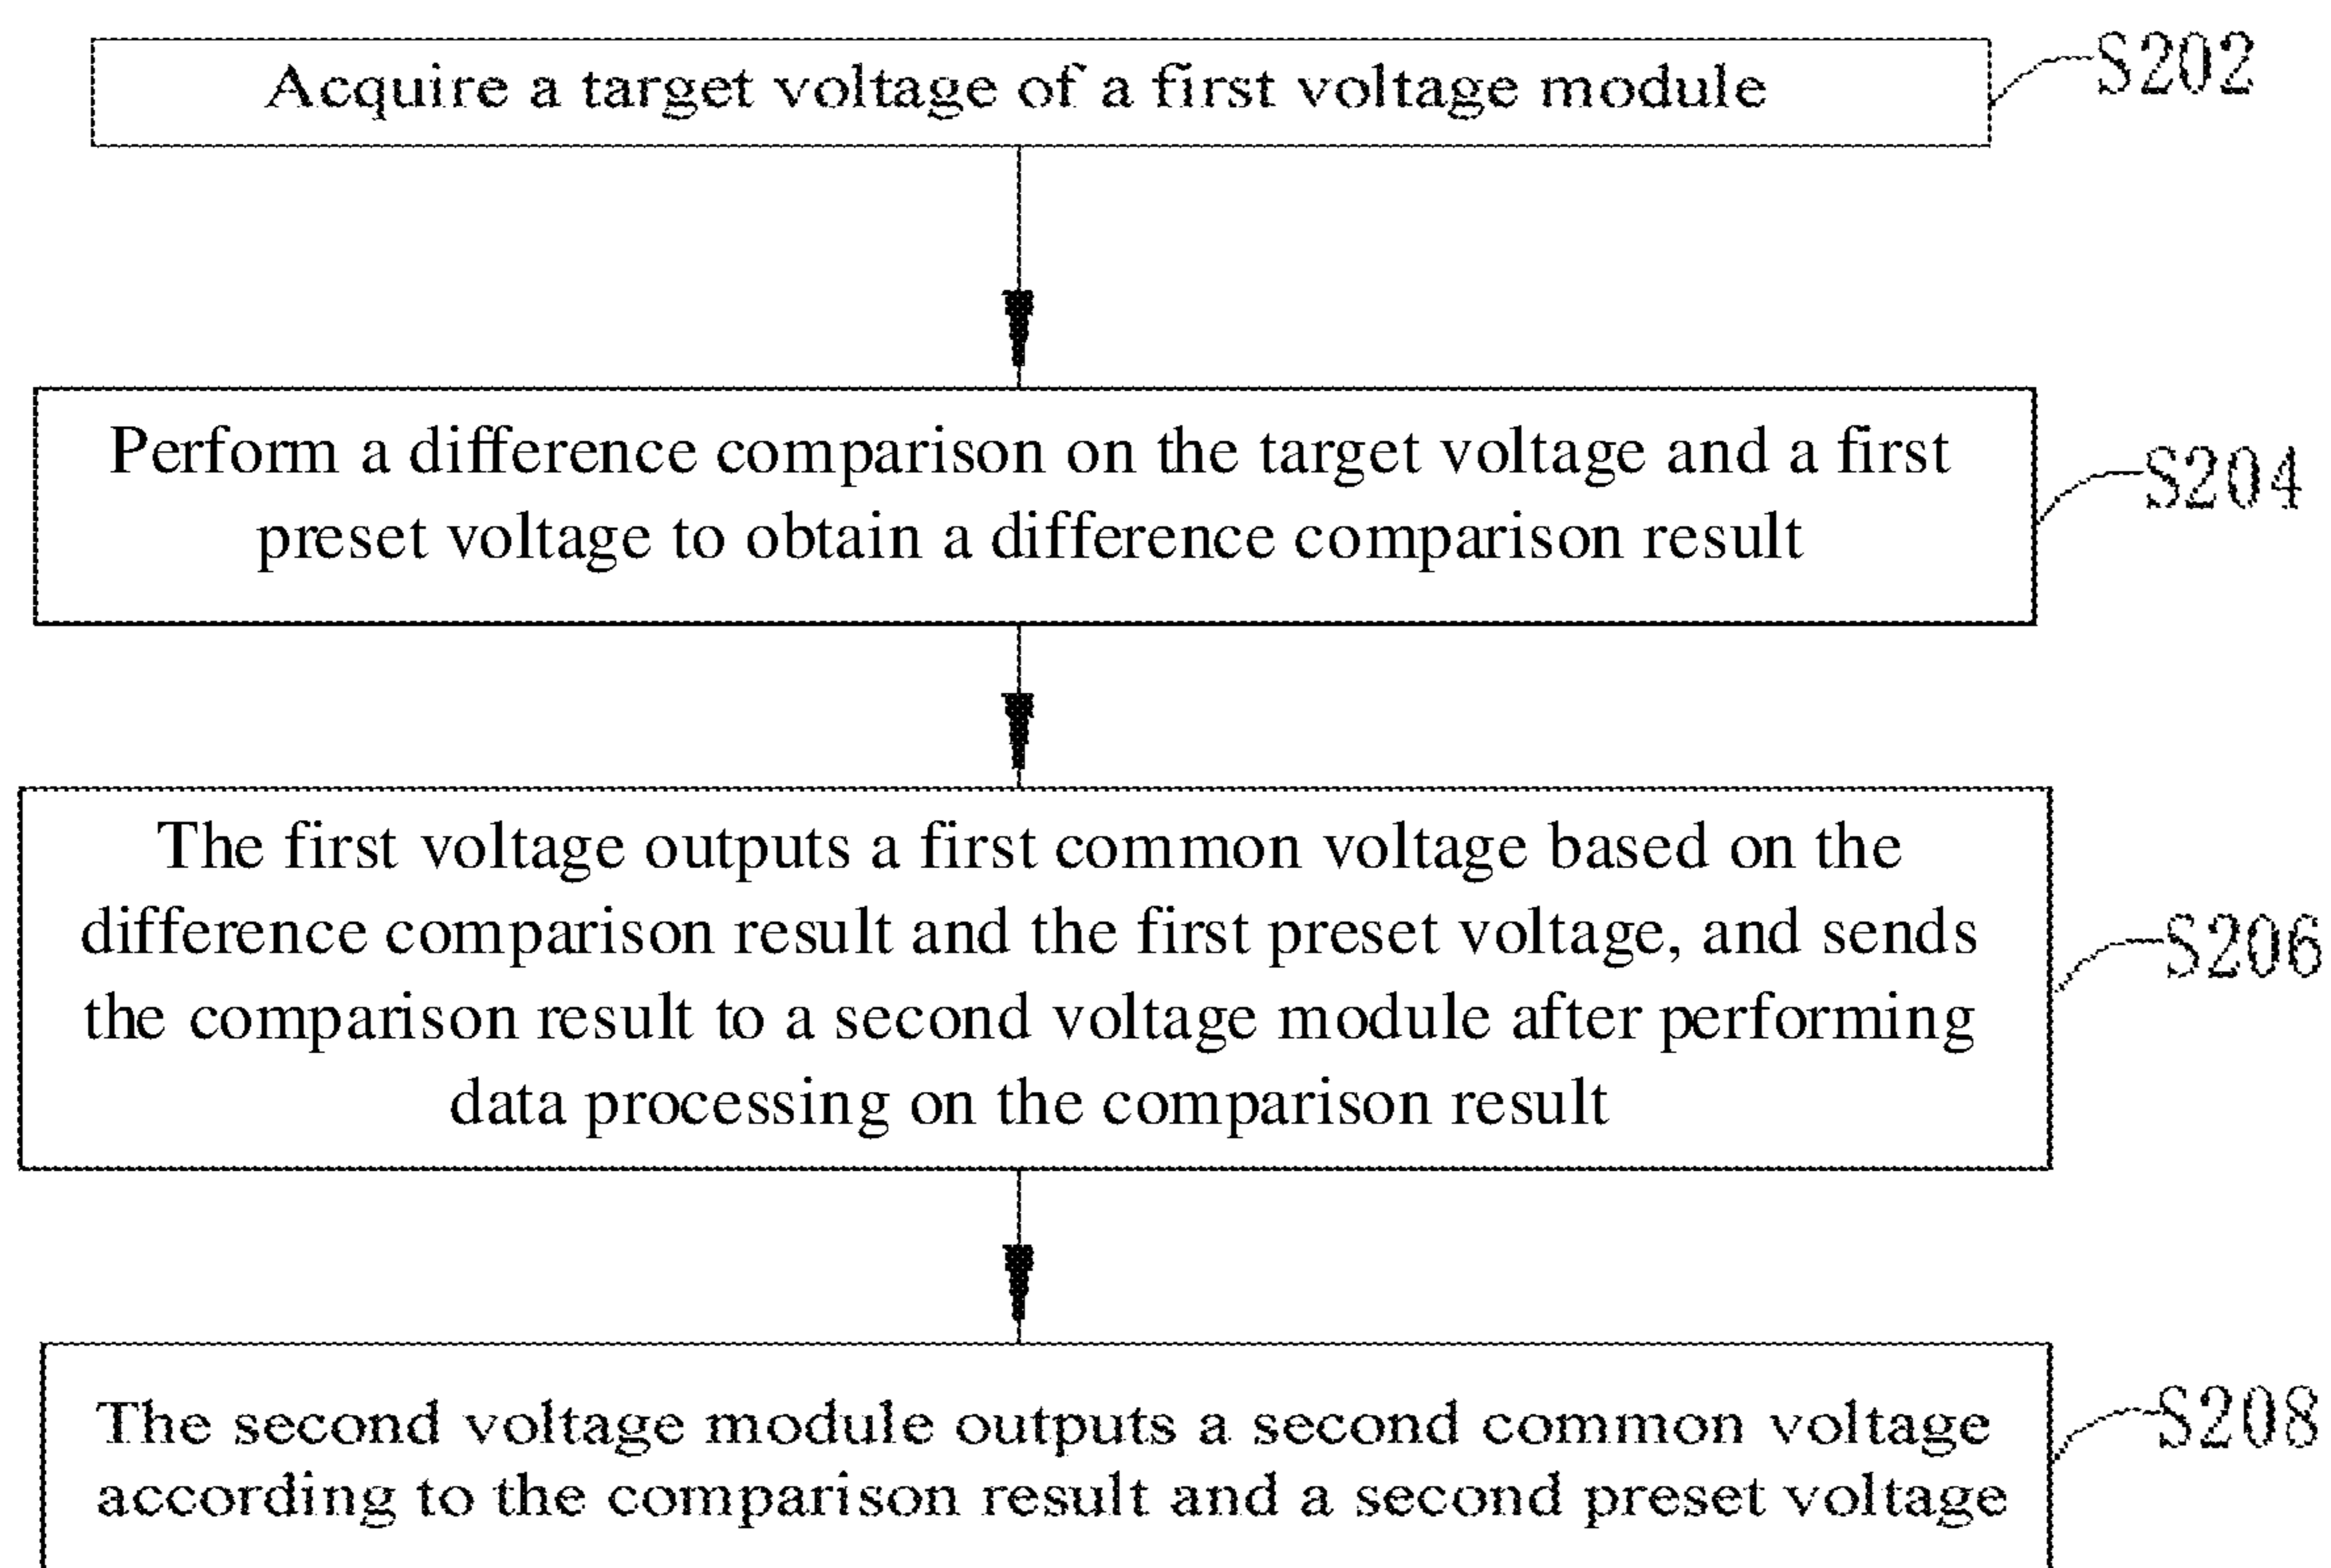 Acquire a target voltage of a first voltage module
S202
Perform a difference comparison on the target voltage and a first
preset voltage to obtain a difference comparison result
S204
The first voltage outputs a first common voltage based on the
difference comparison result and the first preset voltage, and sends
the comparison result to a second voltage module after performing
data processing on the comparison result
S206
The second voltage module outputs a second common voltage
according to the comparison result and a second preset voltage
S208